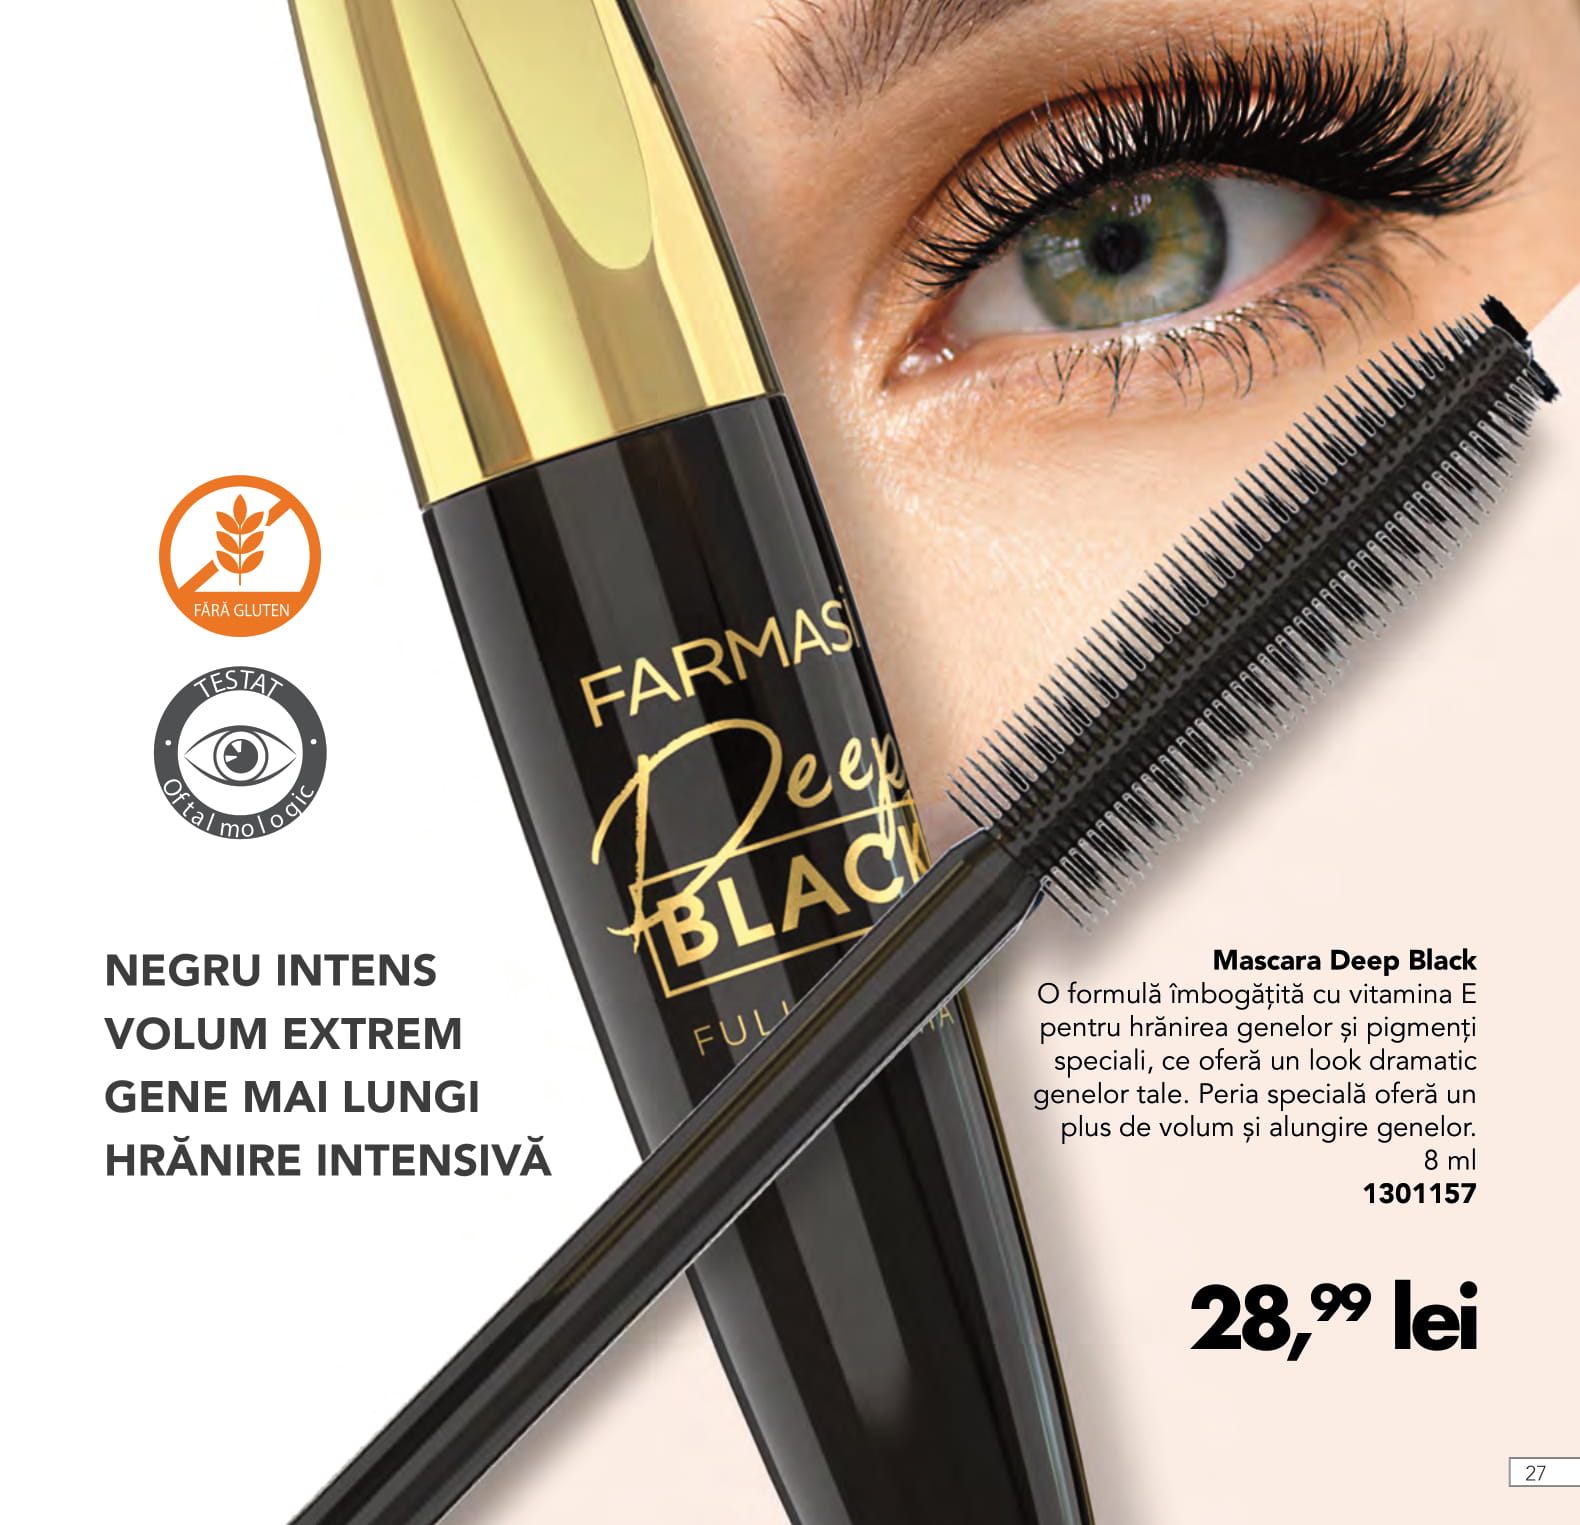 FĂRĂ GLUTEN
TESTAT
Oftalmologic
NEGRU INTENS
VOLUM EXTREM
GENE MAI LUNGI
HRĂNIRE INTENSIVĂ
FARMASi
Deep
BLACK
Mascara Deep Black
O formulă îmbogățită cu vitamina E
pentru hrănirea genelor și pigmenți
speciali, ce oferă un look dramatic
genelor tale. Peria specială oferă un
plus de volum și alungire genelor.
8 ml
1301157
28,99 lei
27